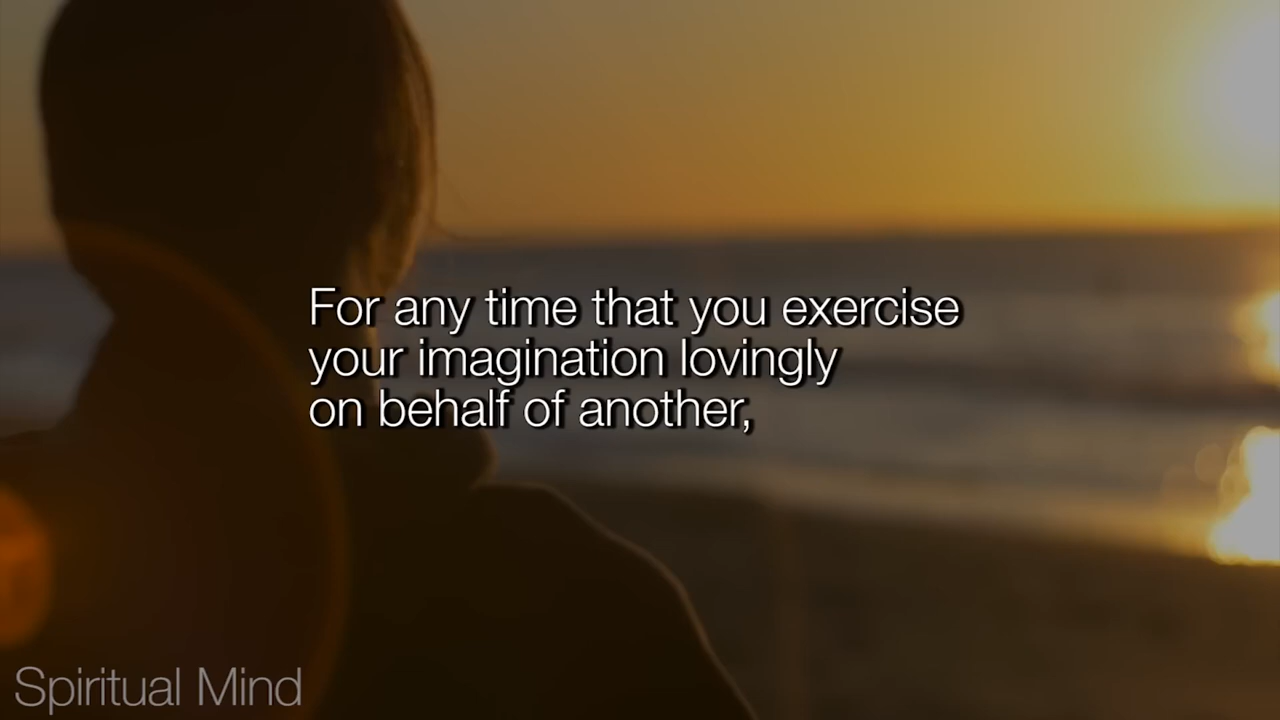 For any time that you exercise
your imagination lovingly
on behalf of another,
Spiritual Mind